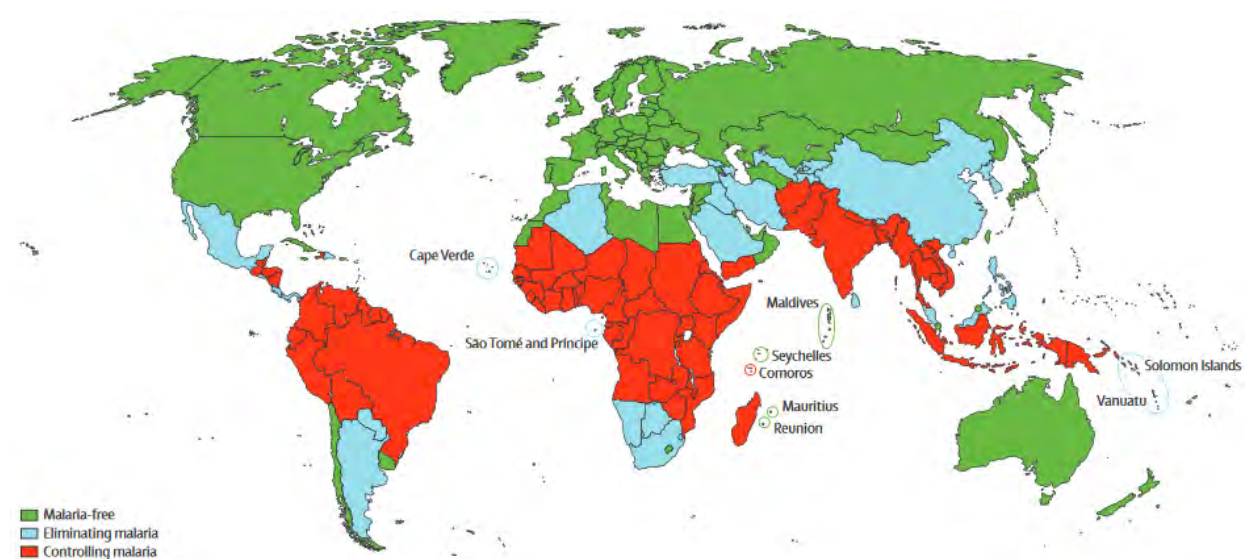 Cape Verde
Maldives
São Tomé and Príncipe
Seychelles
Comoros
Solomon Islands
Vanuatu
Mauritius
Reunion
Malaria-free
Eliminating malaria
Controlling malaria